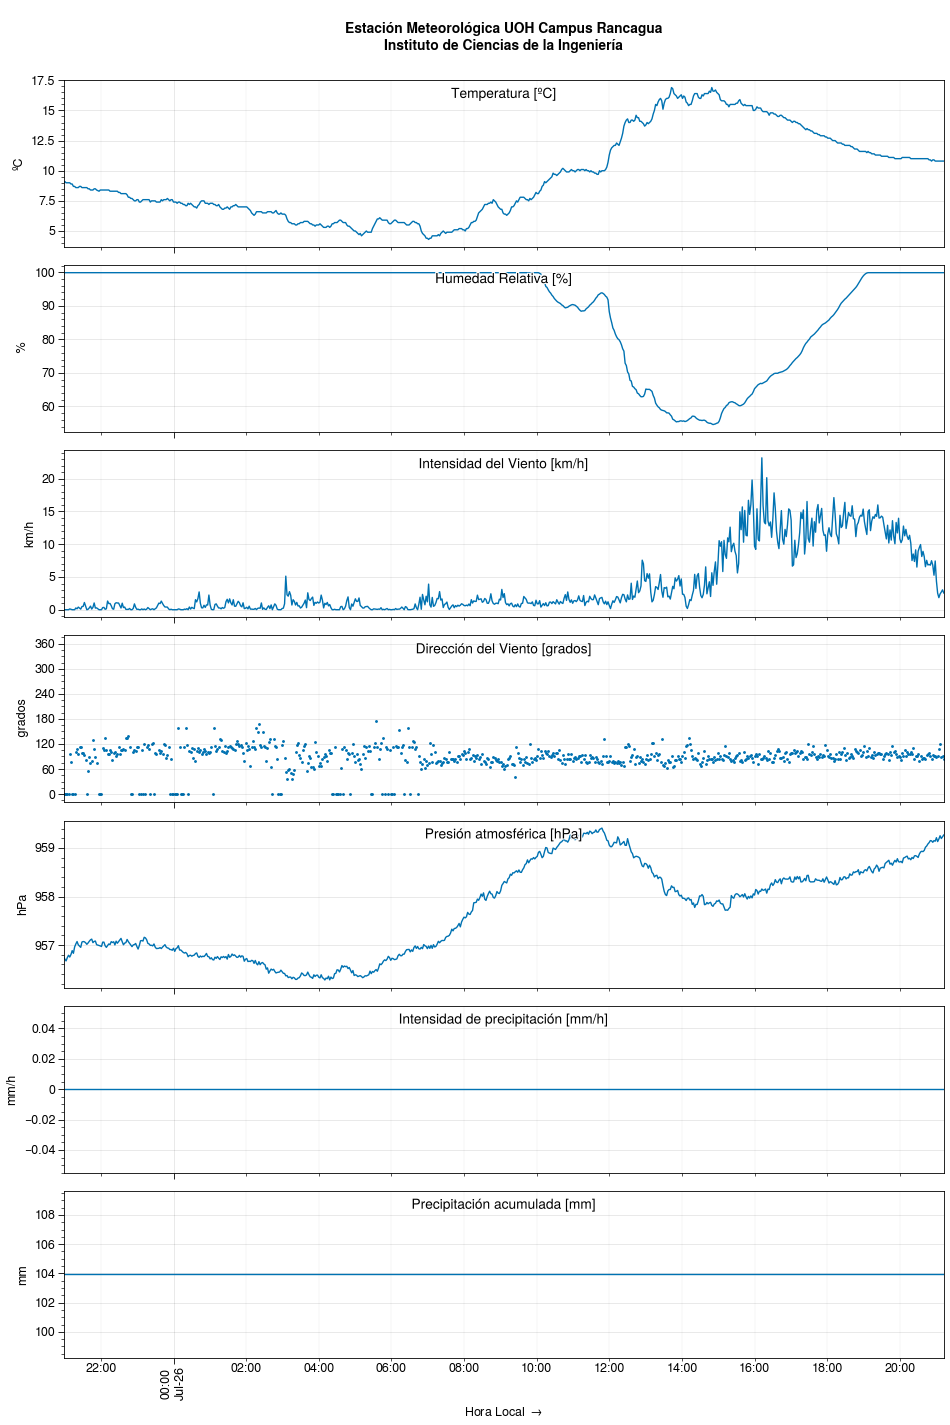 Estación Meteorológica UOH Campus Rancagua
Instituto de Ciencias de la Ingeniería
Temperatura [ºC]
17.5
15
12.5
10
7.5
5
ºC
Humedad Relativa [%]
100
90
80
70
60
%
Intensidad del Viento [km/h]
20
15
10
5
0
km/h
Dirección del Viento [grados]
360
300
240
180
120
60
0
grados
Presión atmosférica [hPa]
959
958
957
hPa
Intensidad de precipitación [mm/h]
0.04
0.02
0
−0.02
−0.04
mm/h
Precipitación acumulada [mm]
108
106
104
102
100
mm
22:00
00:00
Jul-26
02:00
04:00
06:00
08:00
10:00
12:00
14:00
16:00
18:00
20:00
Hora Local →